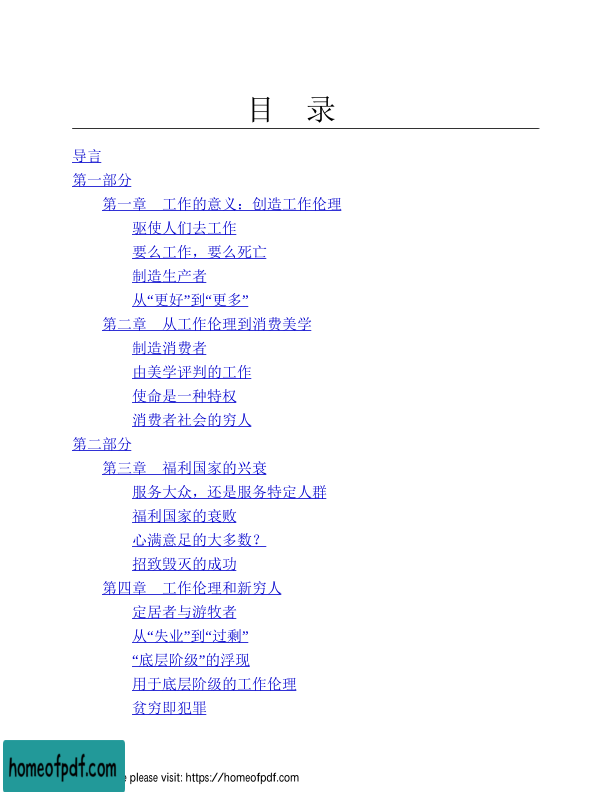 目 录
导言
第一部分
第一章 工作的意义：创造工作伦理
驱使人们去工作
要么工作，要么死亡
制造生产者
从“更好”到“更多”
第二章 从工作伦理到消费美学
制造消费者
由美学评判的工作
使命是一种特权
消费者社会的穷人
第二部分
第三章 福利国家的兴衰
服务大众，还是服务特定人群
福利国家的衰败
心满意足的大多数？
招致毁灭的成功
第四章 工作伦理和新穷人
定居者与游牧者
从“失业”到“过剩”
“底层阶级”的浮现
用于底层阶级的工作伦理
贫穷即犯罪
homeofpdf.com
please visit: https://homeofpdf.com